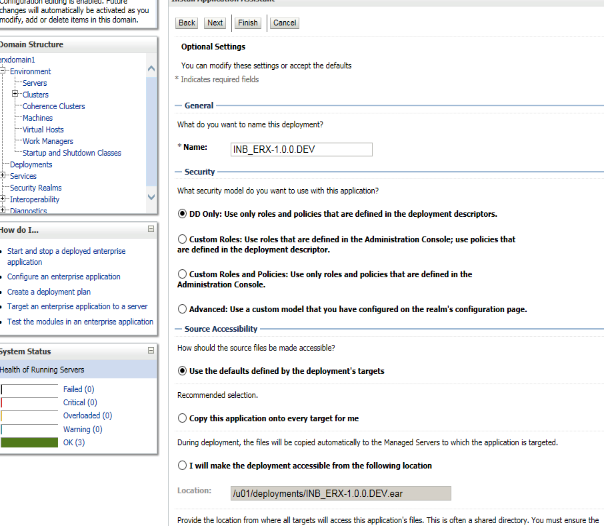 Configuration editing is enabled. Future
changes will automatically be activated as you
modify, add or delete items in this domain.
Domain Structure
Environment
Servers
Clusters
Coherence Clusters
Machines
Virtual Hosts
Work Managers
Startup and Shutdown Classes
Deployments
Services
Security Realms
Interoperability
Diagnostics
How do I...
Start and stop a deployed enterprise
application
Configure an enterprise application
Create a deployment plan
Target an enterprise application to a server
Test the modules in an enterprise application
System Status
Health of Running Servers
Failed (0)
Critical (0)
Overloaded (0)
Warning (0)
OK (3)
Install Application Assistant
Back Next Finish Cancel
Optional Settings
You can modify these settings or accept the defaults
* Indicates required fields
General
What do you want to name this deployment?
* Name: INB_ERX-1.0.0.DEV
Security
What security model do you want to use with this application?
DD Only: Use only roles and policies that are defined in the deployment descriptors.
Custom Roles: Use roles that are defined in the Administration Console; use policies that
are defined in the deployment descriptor.
Custom Roles and Policies: Use only roles and policies that are defined in the
Administration Console.
Advanced: Use a custom model that you have configured on the realm's configuration page.
Source Accessibility
How should the source files be made accessible?
Use the defaults defined by the deployment's targets
Recommended selection.
Copy this application onto every target for me
During deployment, the files will be copied automatically to the Managed Servers to which the application is targeted.
I will make the deployment accessible from the following location
Location: /u01/deployments/INB_ERX-1.0.0.DEV.ear
Provide the location from where all targets will access this application's files. This is often a shared directory. You must ensure the